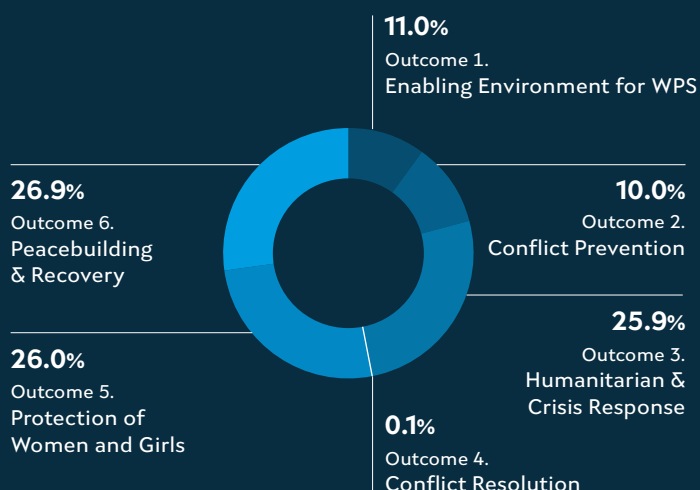 11.0%
Outcome 1.
Enabling Environment for WPS
10.0%
Outcome 2.
Conflict Prevention
25.9%
Outcome 3.
Humanitarian &
Crisis Response
0.1%
Outcome 4.
Conflict Resolution
26.0%
Outcome 5.
Protection of
Women and Girls
26.9%
Outcome 6.
Peacebuilding
& Recovery